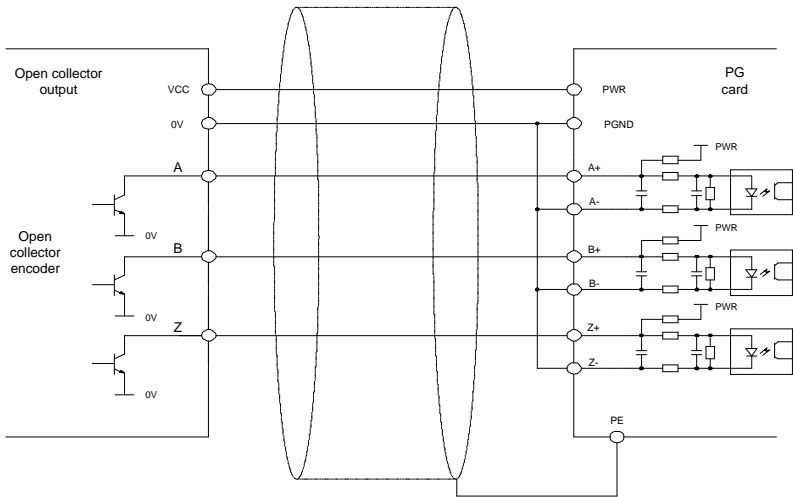 Open collector
output
PG
card
VCC
PWR
0V
PGND
PWR
A
A+
A-
0V
PWR
Open
collector
encoder
B
B+
B-
0V
PWR
Z
Z+
Z-
0V
PE